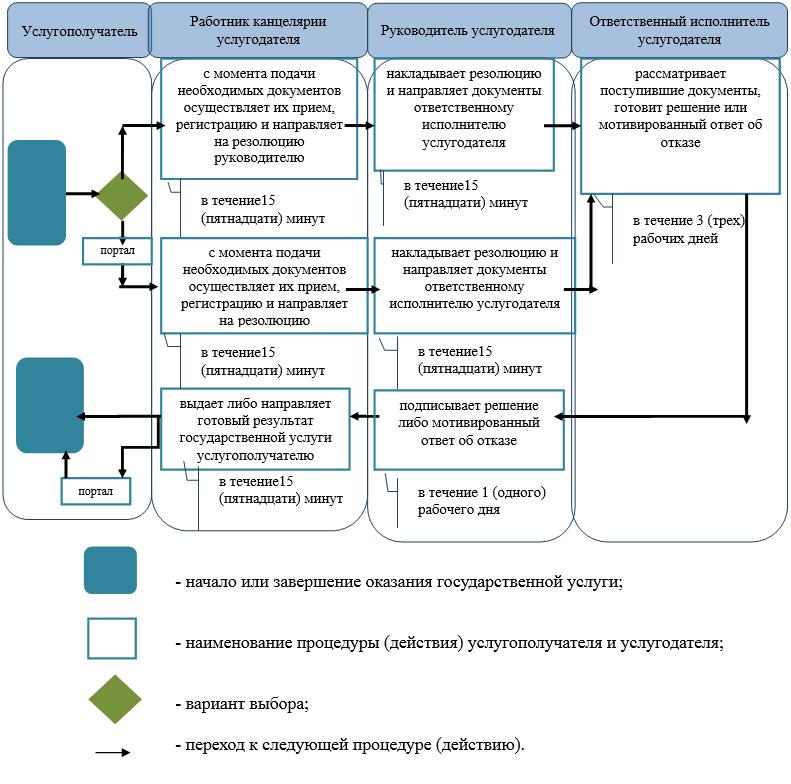 Услугополучатель
Работник канцелярии
услугодателя
Руководитель услугодателя
Ответственный исполнитель
услугодателя
с момента подачи
необходимых документов
осуществляет их прием,
регистрацию и направляет
на резолюцию
руководителю
накладывает резолюцию
и направляет документы
ответственному
исполнителю
услугодателя
рассматривает
поступившие документы,
готовит решение или
мотивированный ответ об
отказе
в течение15
(пятнадцати) минут
в течение15
(пятнадцати) минут
в течение 3 (трех)
рабочих дней
портал
с момента подачи
необходимых документов
осуществляет их прием,
регистрацию и направляет
на резолюцию
накладывает резолюцию и
направляет документы
ответственному
исполнителю услугодателя
в течение15
(пятнадцати) минут
в течение15
(пятнадцати) минут
выдает либо направляет
готовый результат
государственной услуги
услугополучателю
подписывает решение
либо мотивированный
ответ об отказе
портал
в течение15
(пятнадцати) минут
в течение 1 (одного)
рабочего дня
- начало или завершение оказания государственной услуги;
- наименование процедуры (действия) услугополучателя и услугодателя;
- вариант выбора;
- переход к следующей процедуре (действию).